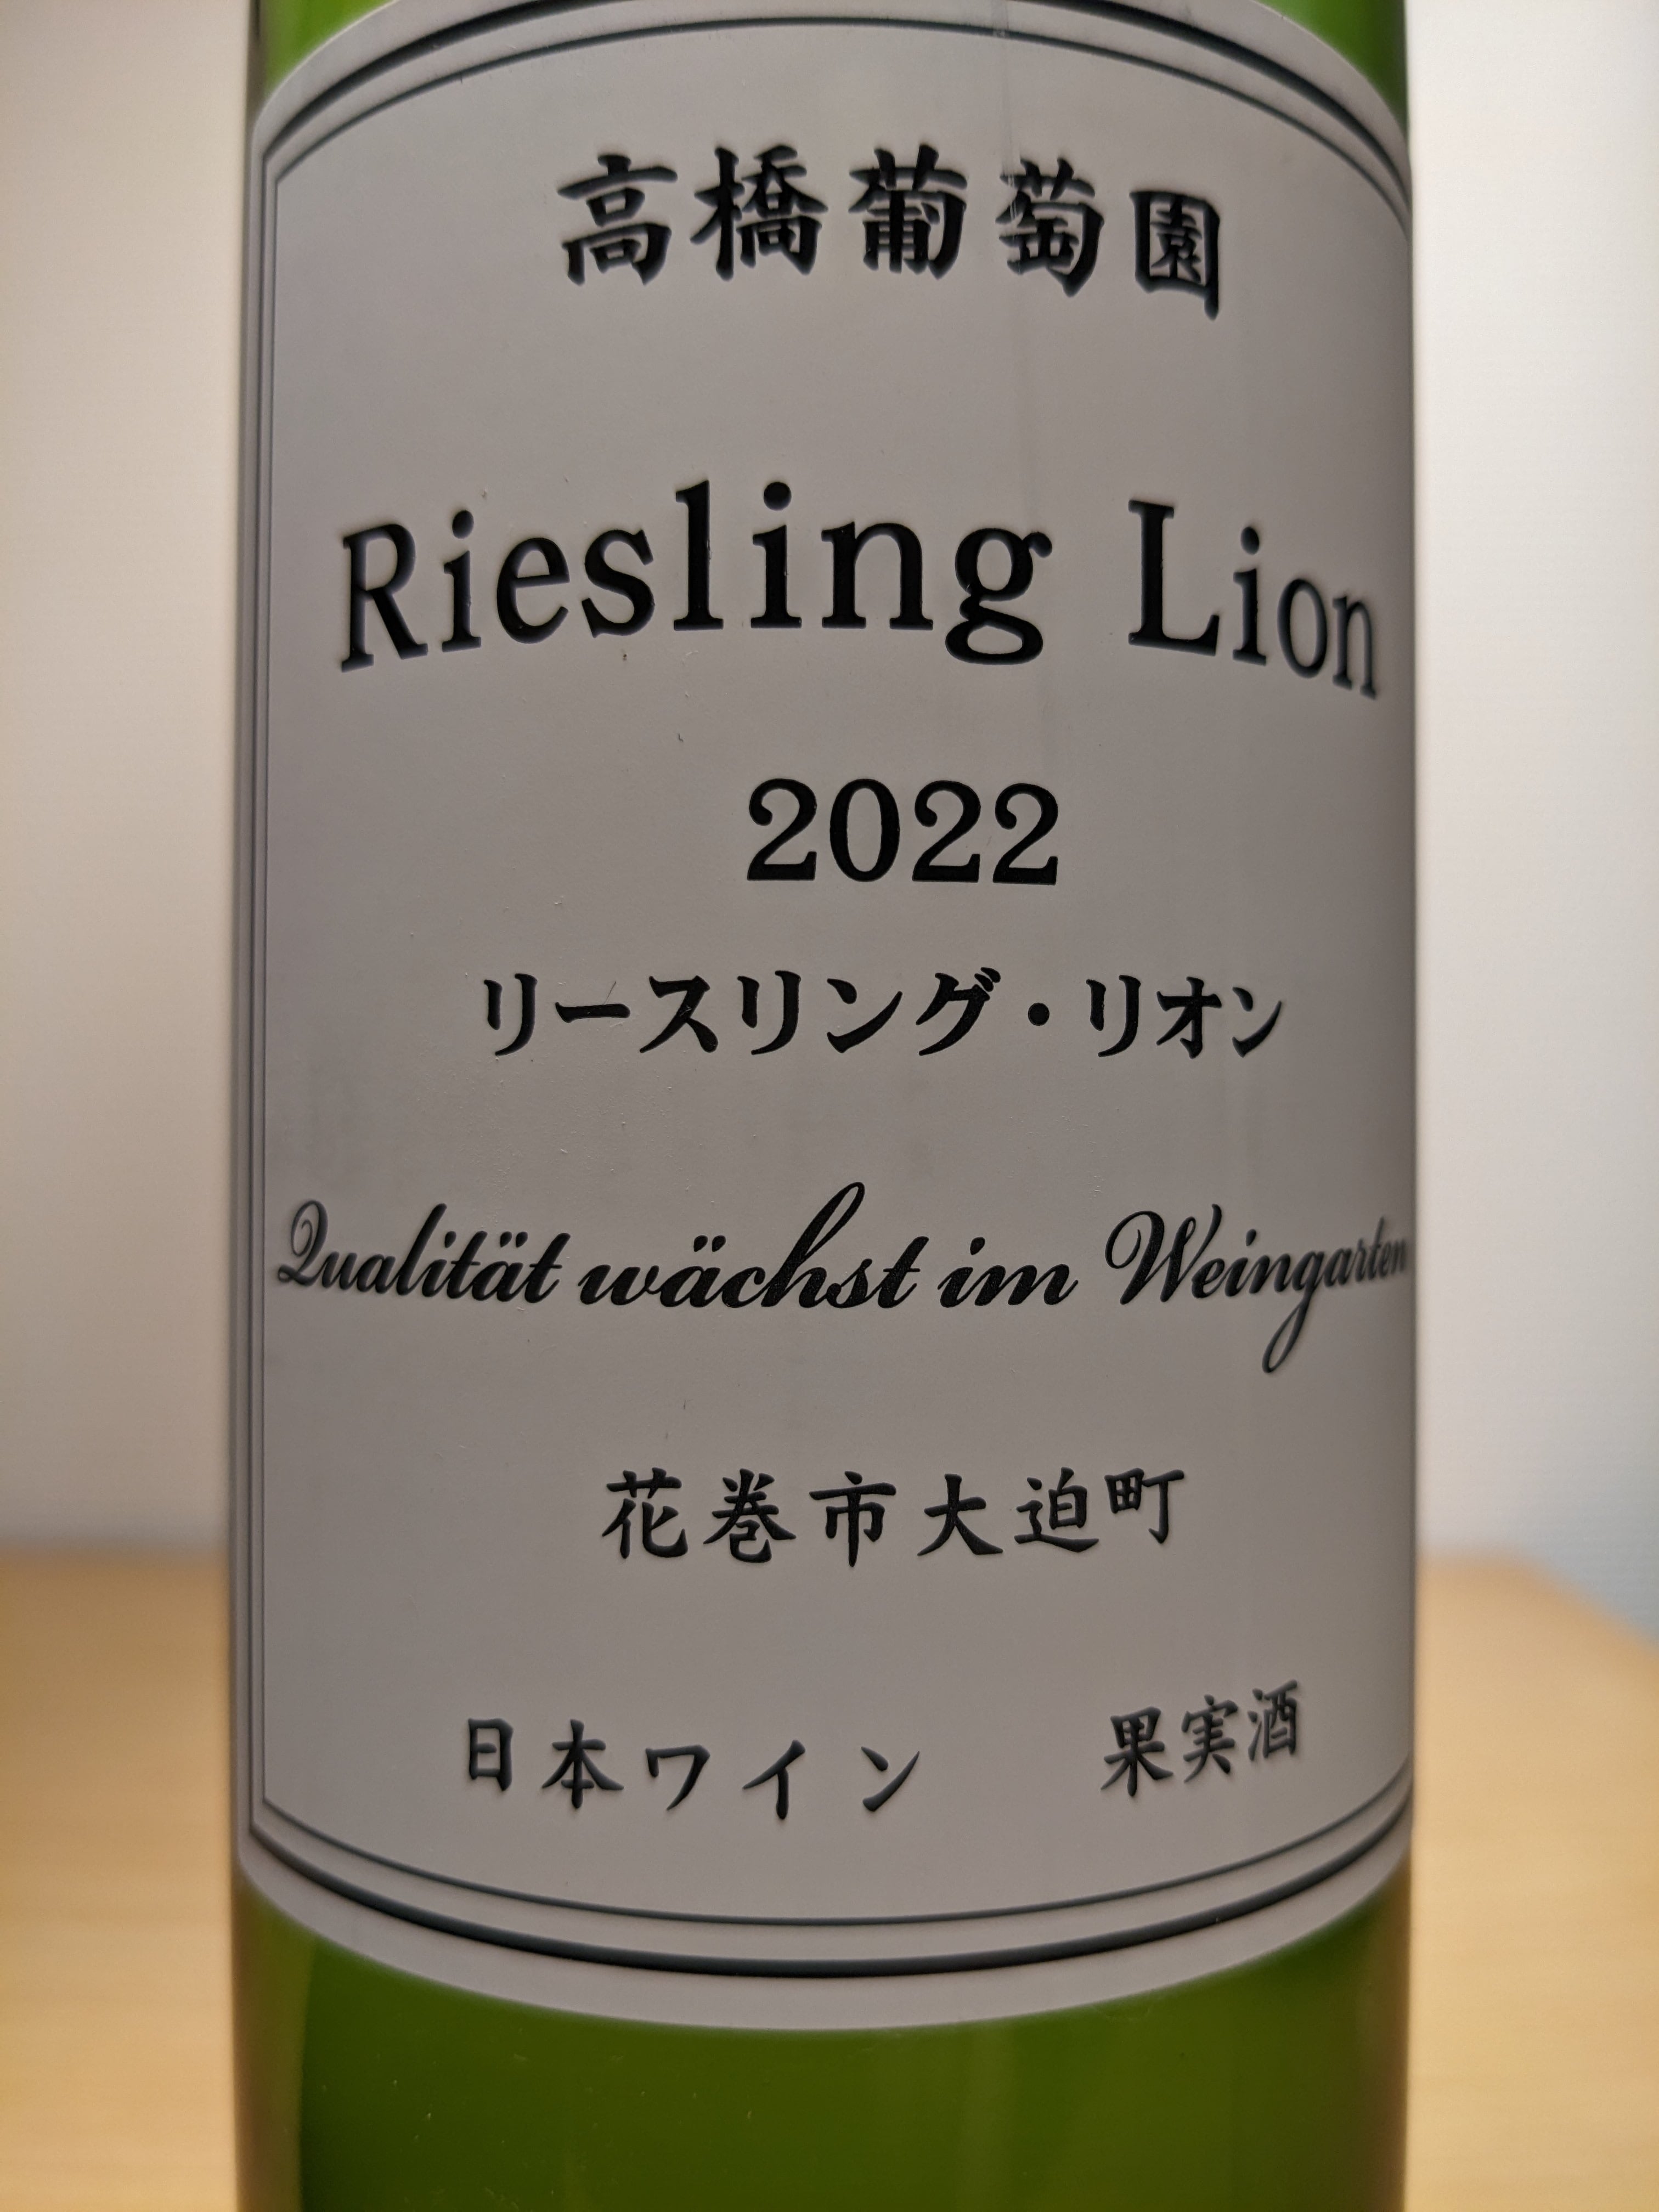 高橋葡萄園
Riesling Lion
2022
リースリング・リオン
Qualität wächst im Weingarten
花巻市大迫町
日本ワイン 果実酒